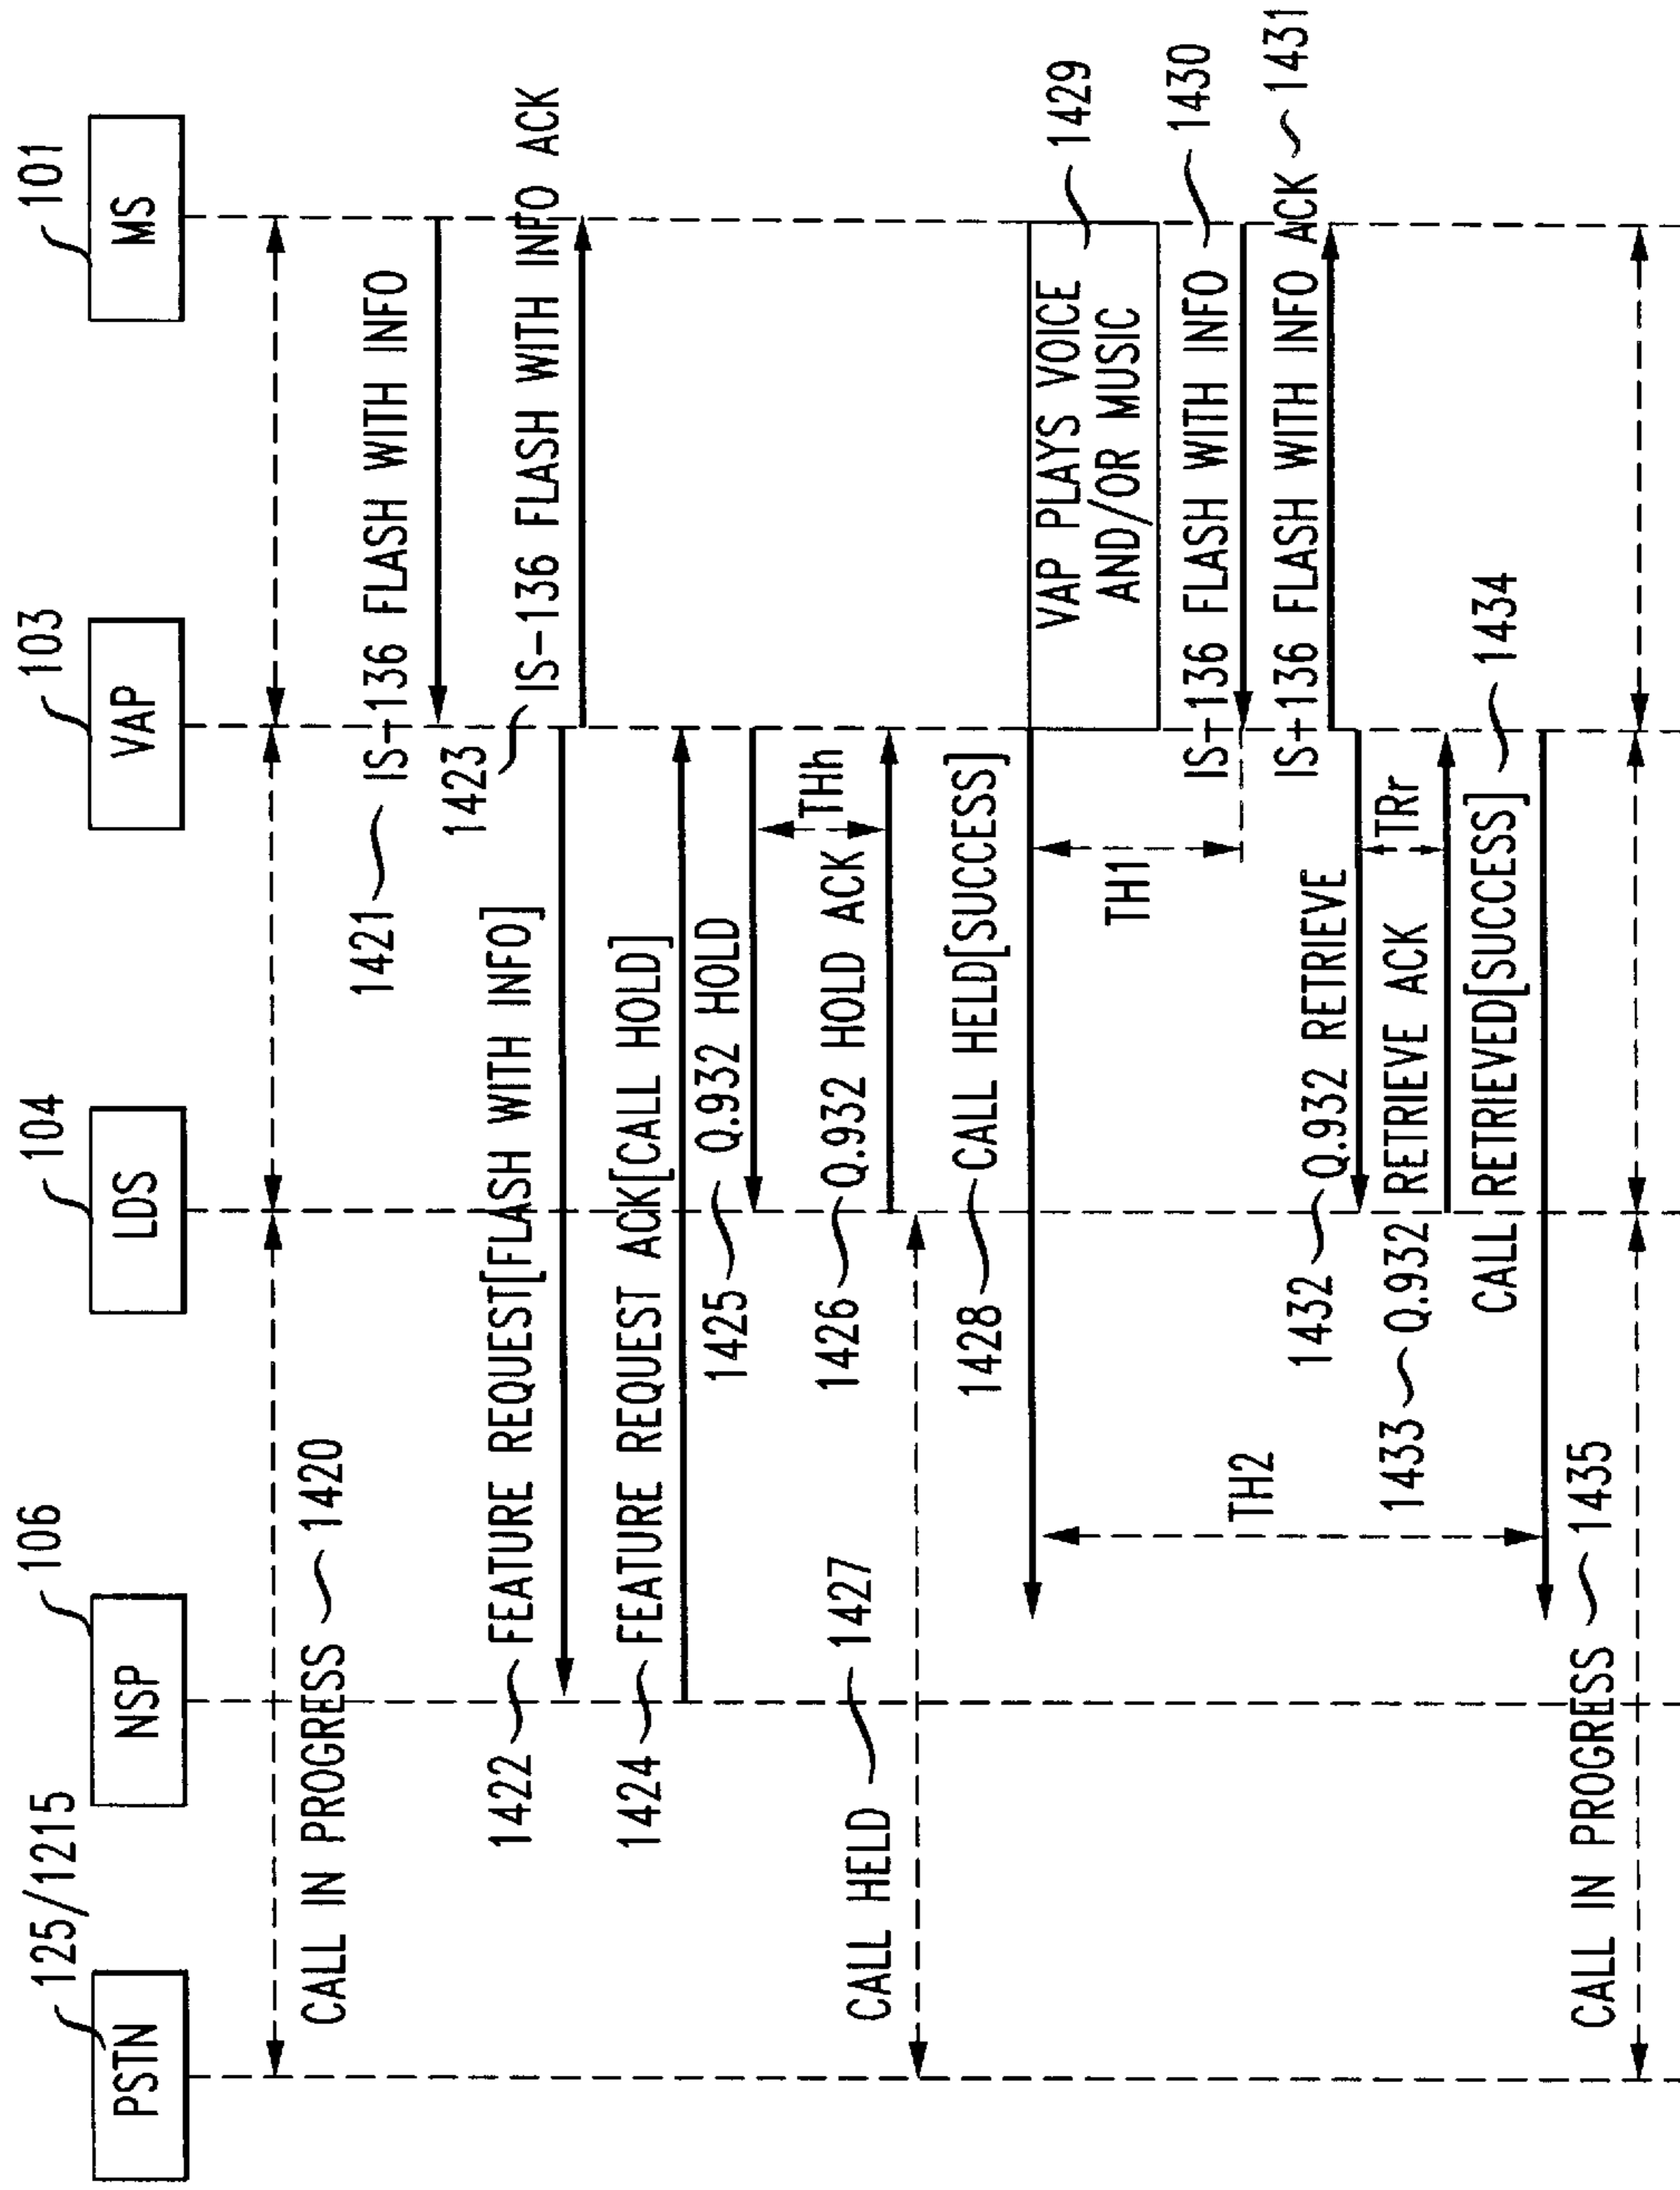 125/1215
106
104
103
101
PSTN
NSP
LDS
VAP
MS
CALL IN PROGRESS 1420
1421 IS-136 FLASH WITH INFO
1422 FEATURE REQUEST[FLASH WITH INFO]
1423 IS-136 FLASH WITH INFO ACK
1424 FEATURE REQUEST ACK[CALL HOLD]
1425 Q.932 HOLD
THh
1426 Q.932 HOLD ACK
CALL HELD 1427
1428 CALL HELD[SUCCESS]
VAP PLAYS VOICE
AND/OR MUSIC
1429
TH1
IS-136 FLASH WITH INFO 1430
IS-136 FLASH WITH INFO ACK 1431
TH2
1432 Q.932 RETRIEVE
TRr
1433 Q.932 RETRIEVE ACK
CALL RETRIEVED[SUCCESS] 1434
CALL IN PROGRESS 1435